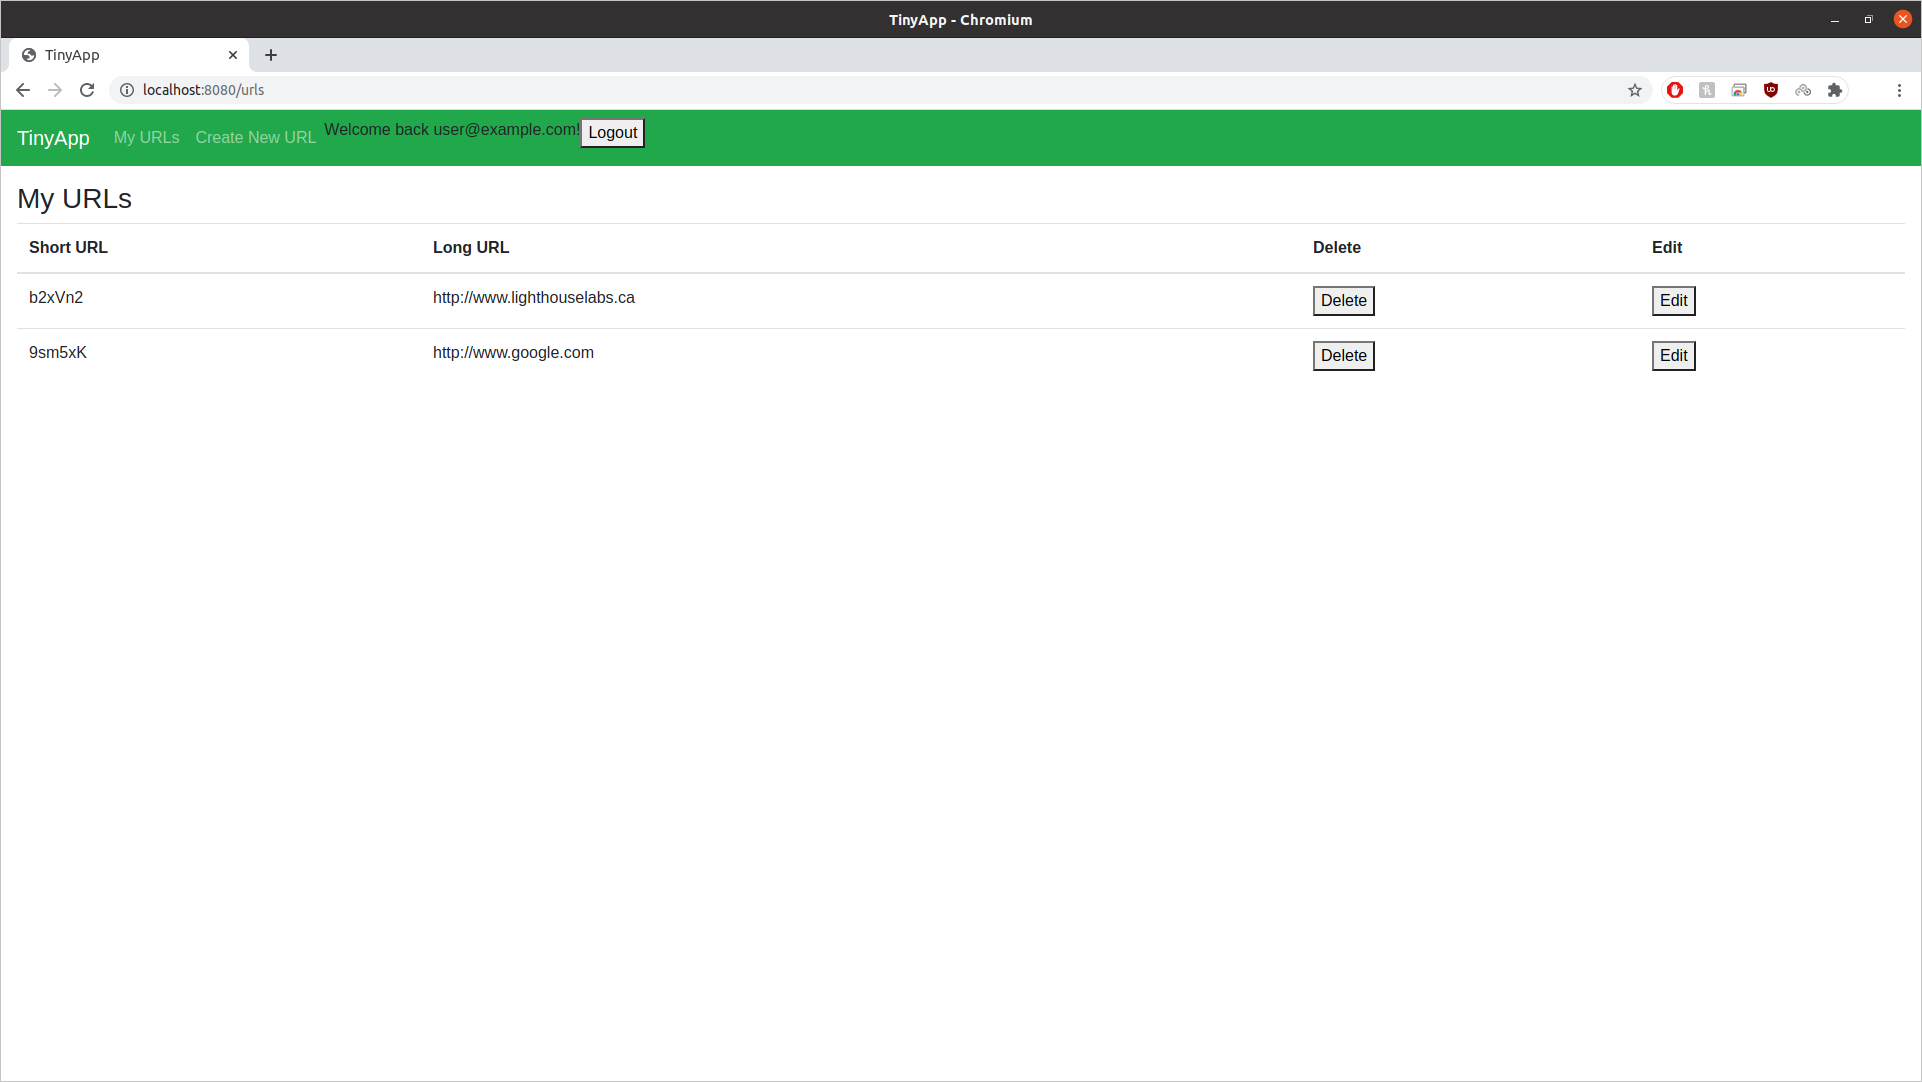 TinyApp - Chromium
TinyApp
localhost:8080/urls
TinyApp My URLs Create New URL Welcome back user@example.com! Logout
My URLs
Short URL Long URL Delete Edit
b2xVn2 http://www.lighthouselabs.ca Delete Edit
9sm5xK http://www.google.com Delete Edit